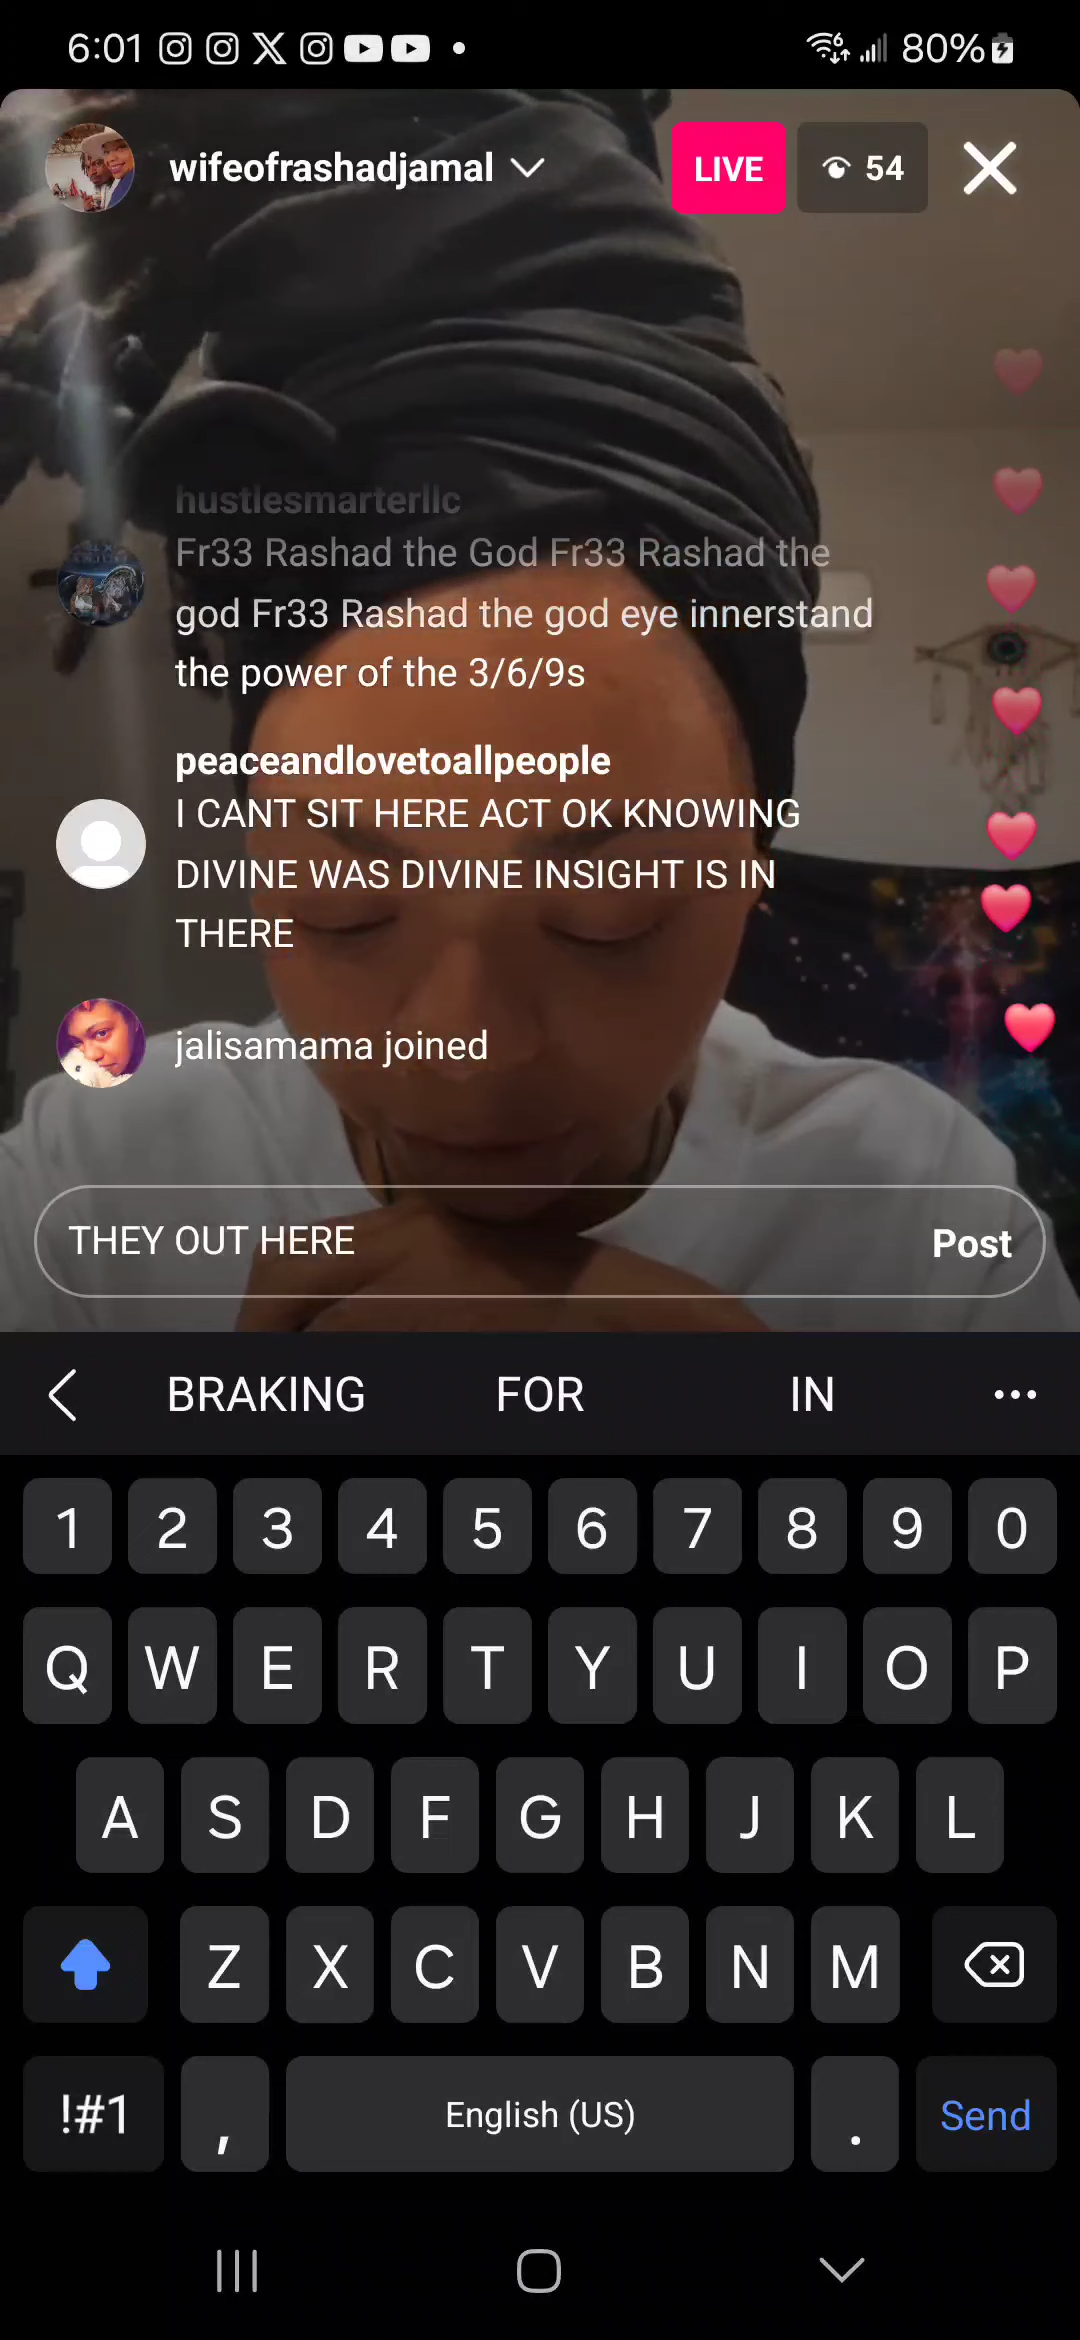 6:01
80%
wifeofrashadjamal
LIVE
54
hustlesmarterllc
Fr33 Rashad the God Fr33 Rashad the
god Fr33 Rashad the god eye innerstand
the power of the 3/6/9s
peaceandlovetoallpeople
I CANT SIT HERE ACT OK KNOWING
DIVINE WAS DIVINE INSIGHT IS IN
THERE
jalisamama joined
THEY OUT HERE
Post
BRAKING FOR IN
1 2 3 4 5 6 7 8 9 0
Q W E R T Y U I O P
A S D F G H J K L
Z X C V B N M
!#1 , English (US) . Send